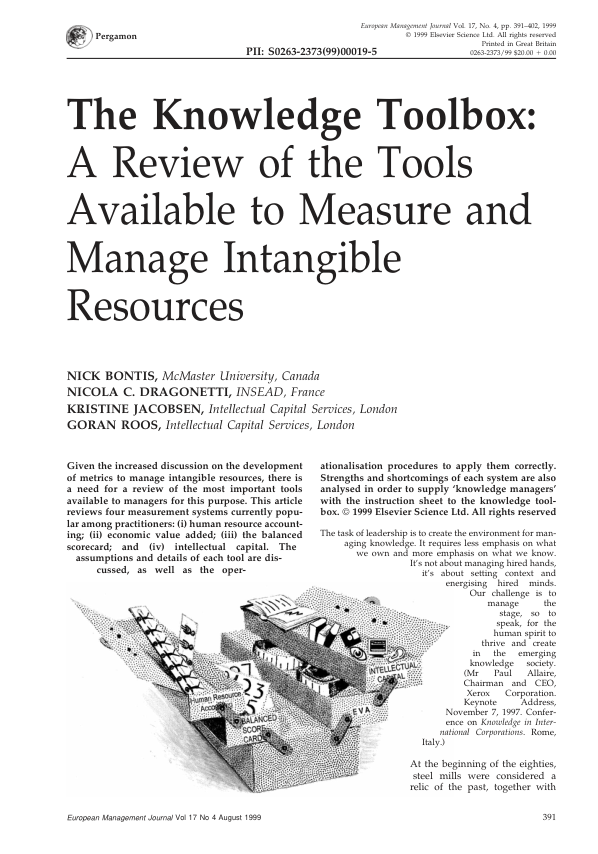 Pergamon
European Management Journal Vol. 17, No. 4, pp. 391–402, 1999
© 1999 Elsevier Science Ltd. All rights reserved
Printed in Great Britain
PII: S0263-2373(99)00019-5
0263-2373/99 $20.00 + 0.00
The Knowledge Toolbox:
A Review of the Tools
Available to Measure and
Manage Intangible
Resources
NICK BONTIS, McMaster University, Canada
NICOLA C. DRAGONETTI, INSEAD, France
KRISTINE JACOBSEN, Intellectual Capital Services, London
GORAN ROOS, Intellectual Capital Services, London
Given the increased discussion on the development
of metrics to manage intangible resources, there is
a need for a review of the most important tools
available to managers for this purpose. This article
reviews four measurement systems currently popu-
lar among practitioners: (i) human resource account-
ing; (ii) economic value added; (iii) the balanced
scorecard; and (iv) intellectual capital. The
assumptions and details of each tool are dis-
cussed, as well as the oper-
ationalisation procedures to apply them correctly.
Strengths and shortcomings of each system are also
analysed in order to supply ‘knowledge managers’
with the instruction sheet to the knowledge tool-
box. © 1999 Elsevier Science Ltd. All rights reserved
The task of leadership is to create the environment for man-
aging knowledge. It requires less emphasis on what
we own and more emphasis on what we know.
It's not about managing hired hands,
it's about setting context and
energising hired minds.
Our challenge is to
manage the
stage, so to
speak, for the
human spirit to
thrive and create
in the emerging
knowledge society.
(Mr Paul Allaire,
Chairman and CEO,
Xerox Corporation.
Keynote Address,
November 7, 1997. Confer-
ence on Knowledge in Inter-
national Corporations. Rome,
Italy.)
At the beginning of the eighties,
steel mills were considered a
relic of the past, together with
Human Resource
BALANCED
SCORE
CARD
EVA
INTELLECTUAL
CAPITAL
European Management Journal Vol 17 No 4 August 1999
391